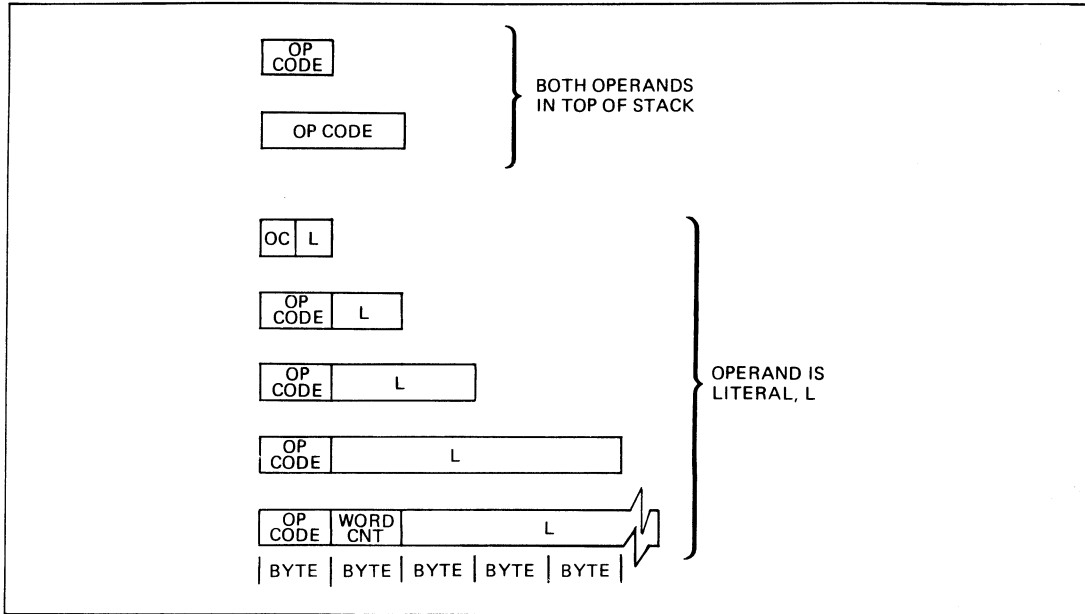 OP
CODE
OP CODE
BOTH OPERANDS
IN TOP OF STACK
OC L
OP
CODE
L
OP
CODE
L
OP
CODE
L
OP
CODE
WORD
CNT
L
OPERAND IS
LITERAL, L
BYTE BYTE BYTE BYTE BYTE